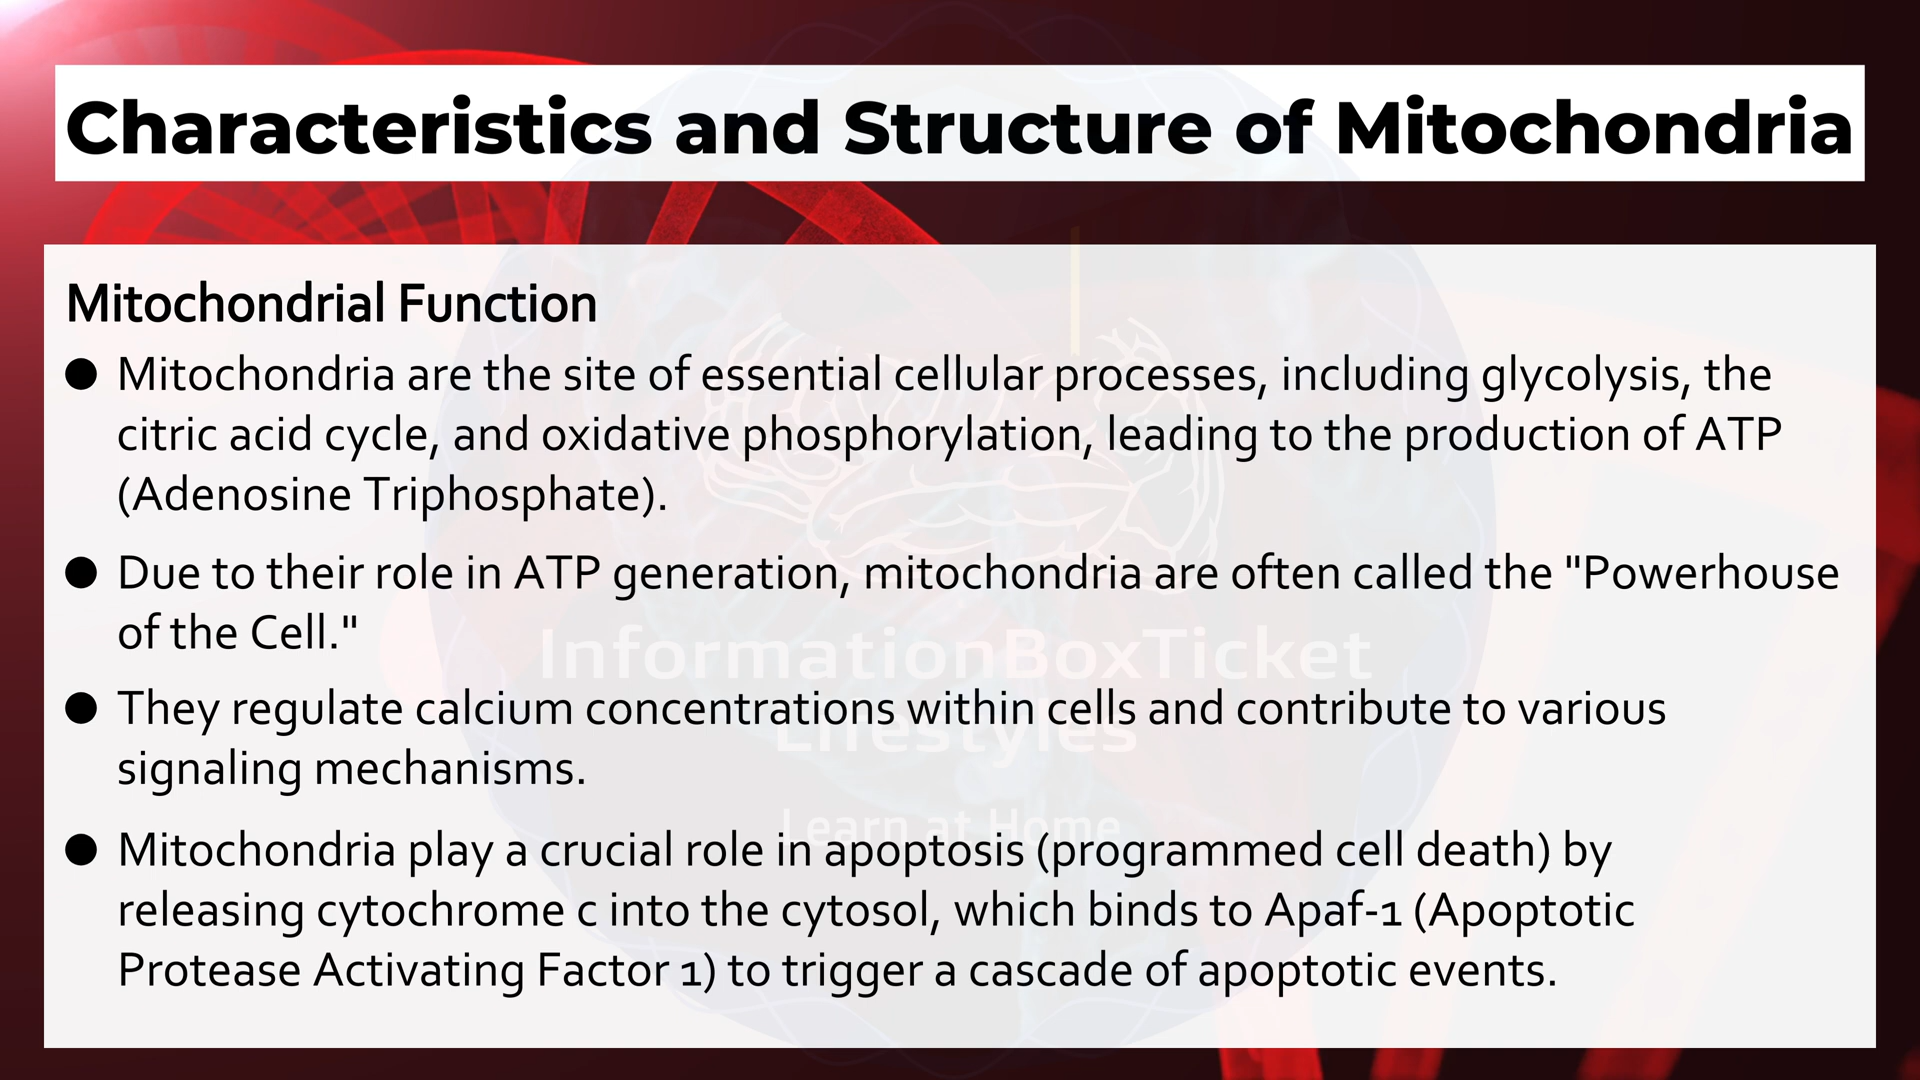 Characteristics and Structure of Mitochondria
Mitochondrial Function
● Mitochondria are the site of essential cellular processes, including glycolysis, the
citric acid cycle, and oxidative phosphorylation, leading to the production of ATP
(Adenosine Triphosphate).
● Due to their role in ATP generation, mitochondria are often called the "Powerhouse
of the Cell."
InformationBoxTicket
● They regulate calcium concentrations within cells and contribute to various
Lifestyles
signaling mechanisms.
Learn at Home
● Mitochondria play a crucial role in apoptosis (programmed cell death) by
releasing cytochrome c into the cytosol, which binds to Apaf-1 (Apoptotic
Protease Activating Factor 1) to trigger a cascade of apoptotic events.